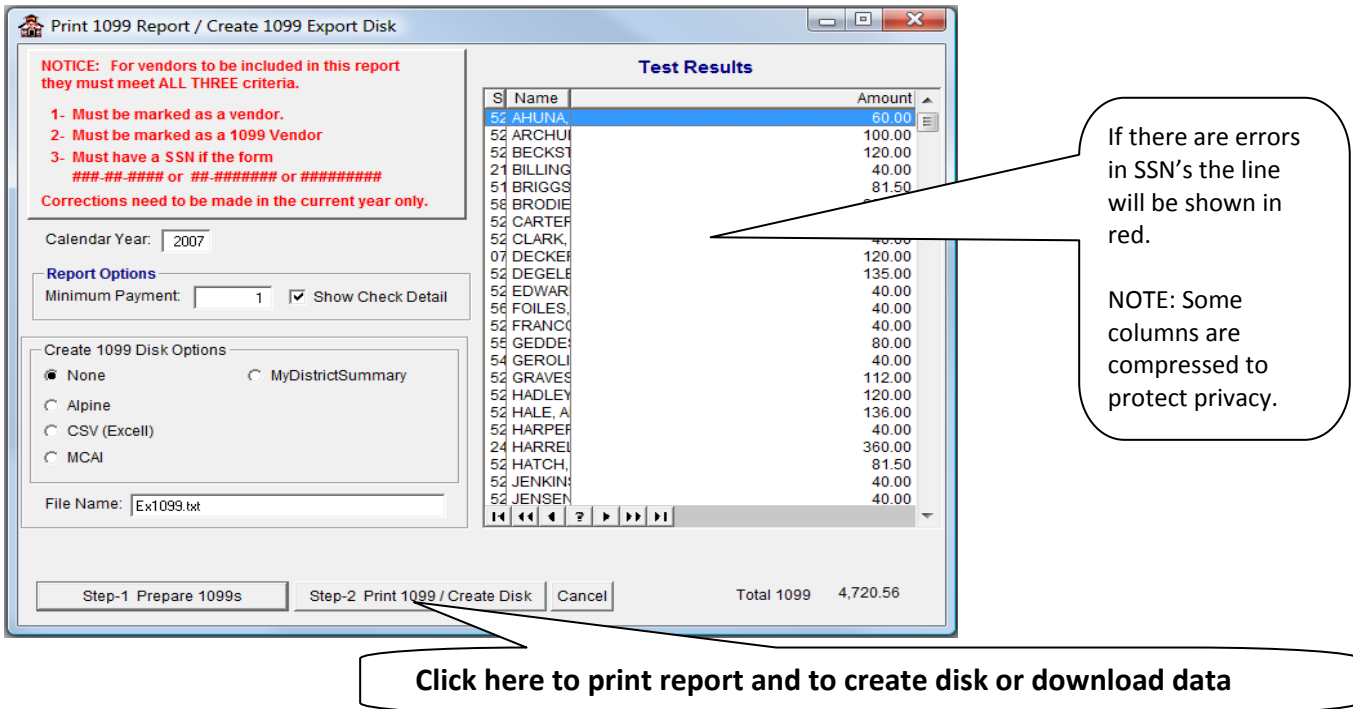 Print 1099 Report / Create 1099 Export Disk
NOTICE: For vendors to be included in this report
they must meet ALL THREE criteria.
1- Must be marked as a vendor.
2- Must be marked as a 1099 Vendor
3- Must have a SSN if the form
###-##-#### or ##-####### or #########
Corrections need to be made in the current year only.
Calendar Year: 2007
Report Options
Minimum Payment: 1 Show Check Detail
Create 1099 Disk Options
None MyDistrictSummary
Alpine
CSV (Excell)
MCAI
File Name: Ex1099.txt
Test Results
S Name Amount
52 AHUNA, 60.00
52 ARCHU 100.00
52 BECKST 120.00
21 BILLING 40.00
51 BRIGGS 81.50
58 BRODIE
52 CARTER
52 CLARK, 40.00
07 DECKER 120.00
52 DEGELE 135.00
52 EDWAR 40.00
56 FOILES, 40.00
52 FRANCO 40.00
55 GEDDES 80.00
54 GEROLI 40.00
52 GRAVES 112.00
52 HADLEY 120.00
52 HALE, A 136.00
52 HARPER 40.00
24 HARREL 360.00
52 HATCH, 81.50
52 JENKINS 40.00
52 JENSEN 40.00
Step-1 Prepare 1099s Step-2 Print 1099 / Create Disk Cancel Total 1099 4,720.56
If there are errors
in SSN’s the line
will be shown in
red.
NOTE: Some
columns are
compressed to
protect privacy.
Click here to print report and to create disk or download data